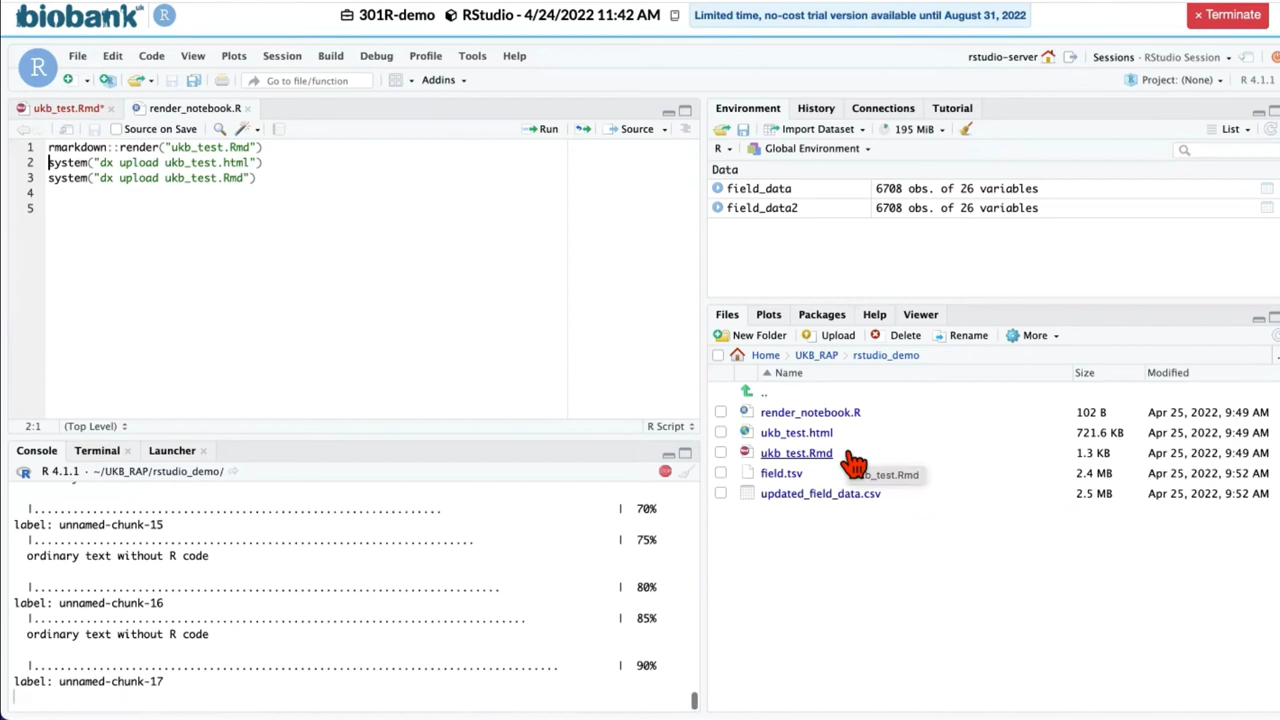 biobank uk
301R-demo RStudio - 4/24/2022 11:42 AM
Limited time, no-cost trial version available until August 31, 2022
× Terminate
R
File Edit Code View Plots Session Build Debug Profile Tools Help
rstudio-server
Sessions - RStudio Session
Go to file/function
Addins
Project: (None)
R 4.1.1
ukb_test.Rmd* ×
render_notebook.R ×
Source on Save
Run
Source
1 rmarkdown::render("ukb_test.Rmd")
2 system("dx upload ukb_test.html")
3 system("dx upload ukb_test.Rmd")
4
5
2:1 (Top Level)
R Script
Environment History Connections Tutorial
Import Dataset
195 MiB
List
R
Global Environment
Data
field_data 6708 obs. of 26 variables
field_data2 6708 obs. of 26 variables
Files Plots Packages Help Viewer
New Folder Upload Delete Rename More
Home UKB_RAP rstudio_demo
Name Size Modified
..
render_notebook.R 102 B Apr 25, 2022, 9:49 AM
ukb_test.html 721.6 KB Apr 25, 2022, 9:49 AM
ukb_test.Rmd 1.3 KB Apr 25, 2022, 9:49 AM
field.tsv 2.4 MB Apr 25, 2022, 9:52 AM
b_test.Rmd
updated_field_data.csv 2.5 MB Apr 25, 2022, 9:52 AM
Console Terminal × Launcher ×
R 4.1.1 · ~/UKB_RAP/rstudio_demo/
|......................................................... | 70%
label: unnamed-chunk-15
|............................................................. | 75%
ordinary text without R code
|................................................................. | 80%
label: unnamed-chunk-16
|..................................................................... | 85%
ordinary text without R code
|......................................................................... | 90%
label: unnamed-chunk-17